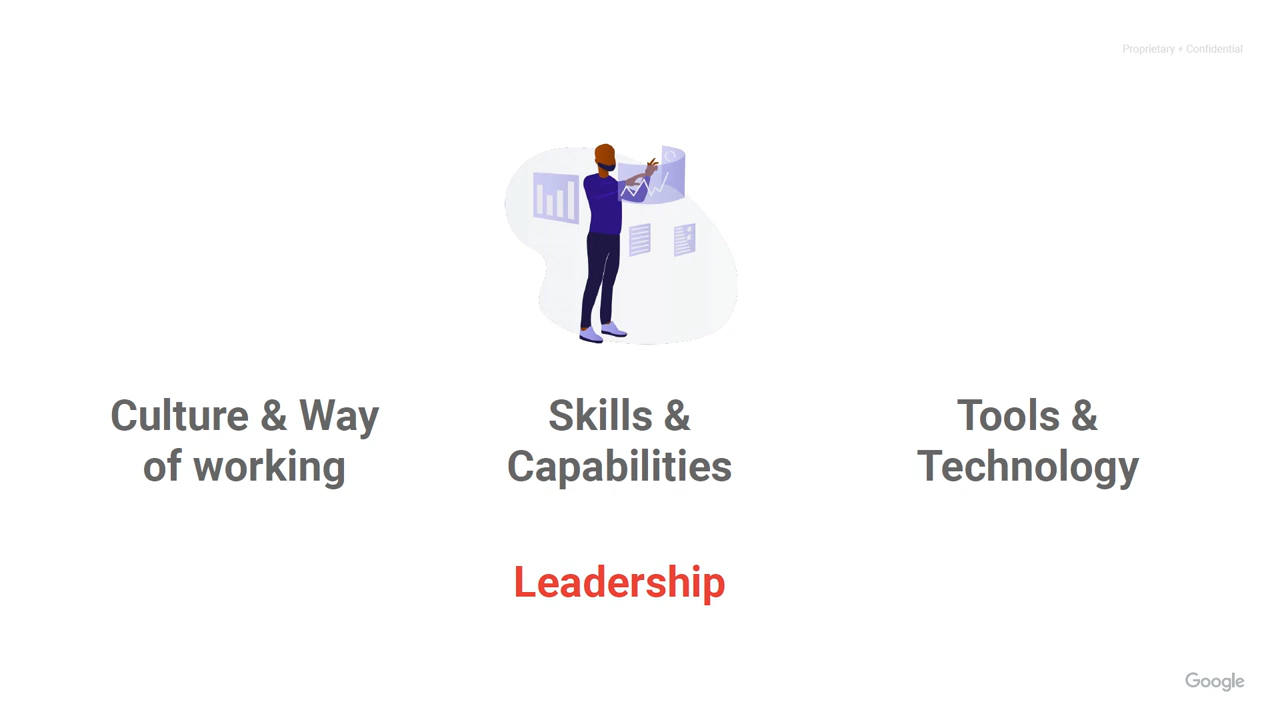 Proprietary + Confidential
Culture & Way
of working
Skills &
Capabilities
Tools &
Technology
Leadership
Google